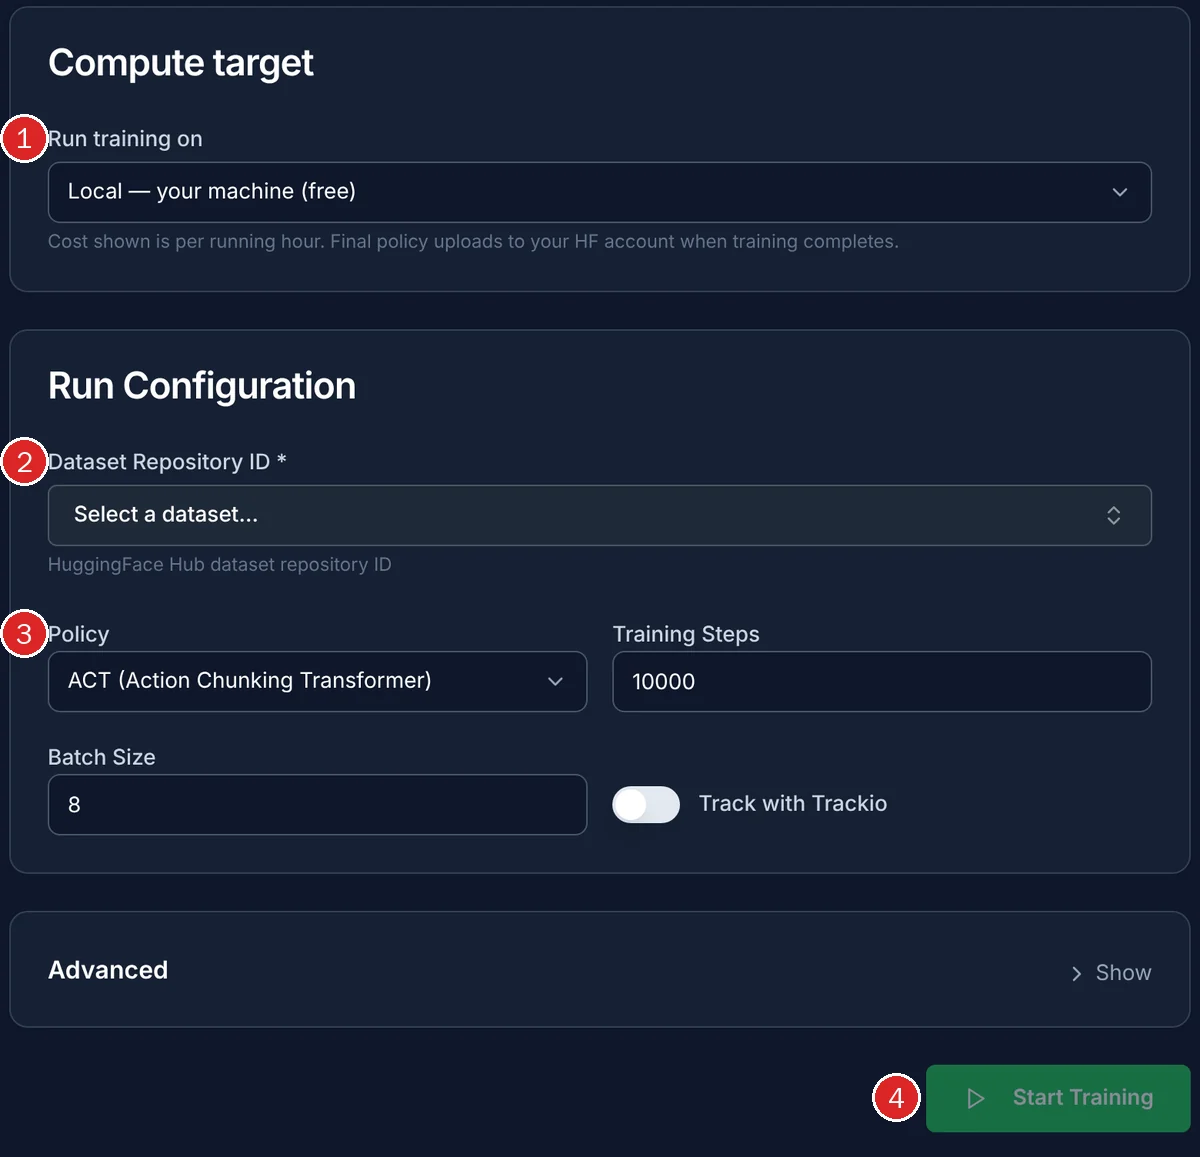 Compute target
1 Run training on
Local — your machine (free)
Cost shown is per running hour. Final policy uploads to your HF account when training completes.
Run Configuration
2 Dataset Repository ID *
Select a dataset...
HuggingFace Hub dataset repository ID
3 Policy
Training Steps
ACT (Action Chunking Transformer)
10000
Batch Size
8
Track with Trackio
Advanced
Show
4 Start Training